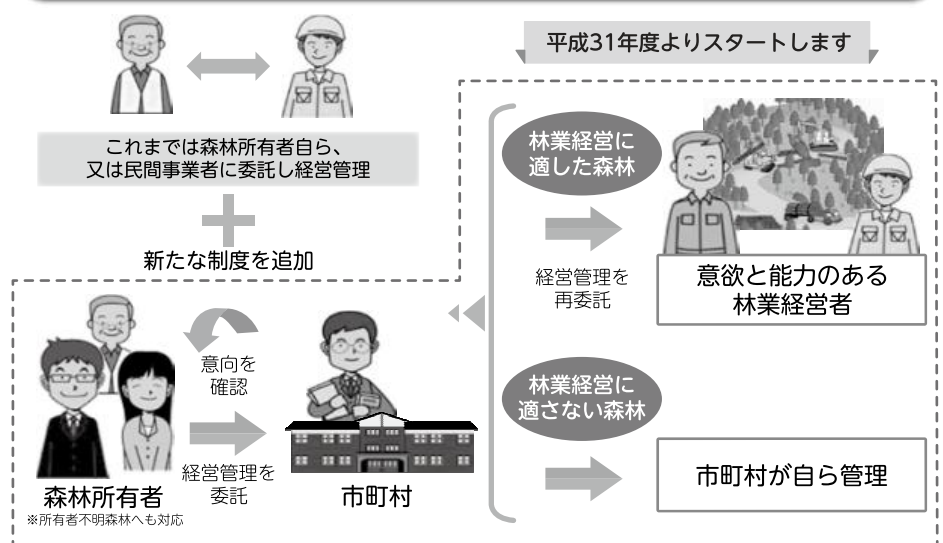 平成31年度よりスタートします
これまでは森林所有者自ら、
又は民間事業者に委託し経営管理
新たな制度を追加
意向を
確認
経営管理を
委託
森林所有者
※所有者不明森林へも対応
市町村
林業経営に
適した森林
経営管理を
再委託
意欲と能力のある
林業経営者
林業経営に
適さない森林
市町村が自ら管理